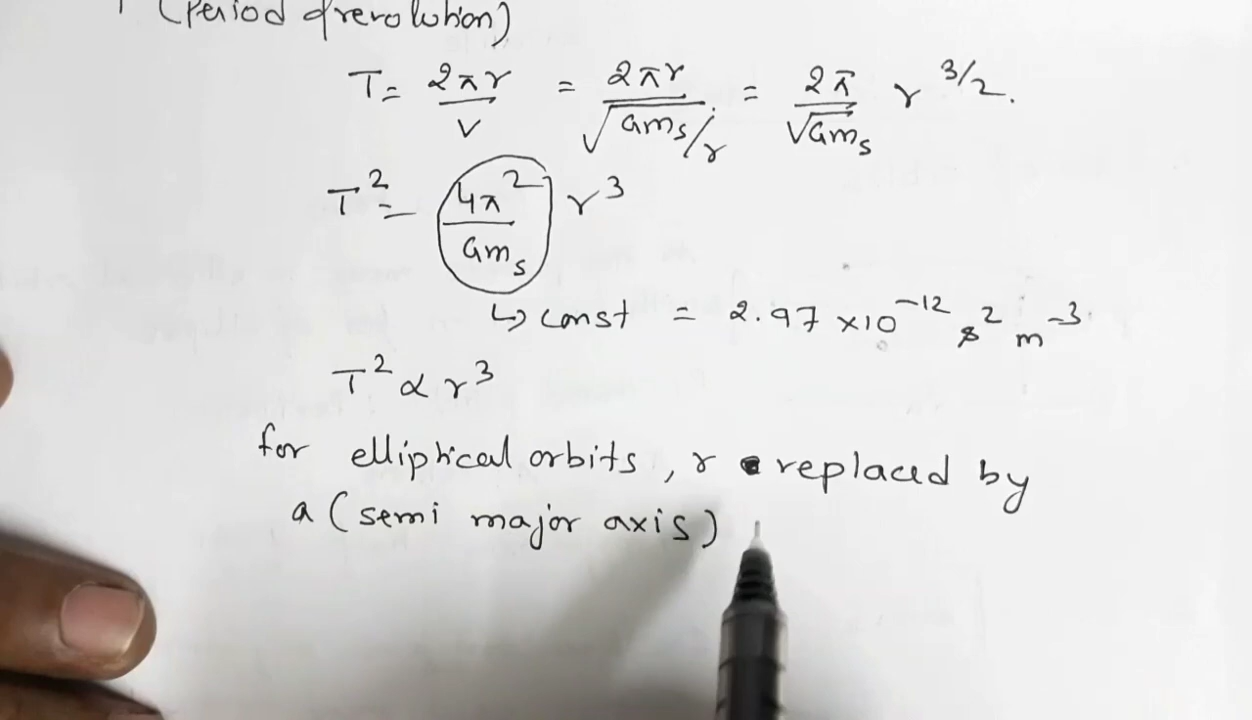 (Period of revolution)
T = 2πr/v = 2πr/√(Gms/r) = 2π/√Gms r^3/2.
T² = (4π²/Gms) r³
↳ const = 2.97 ×10^-12 s² m^-3
T² ∝ r³
for elliptical orbits, r replaced by
a (semi major axis)